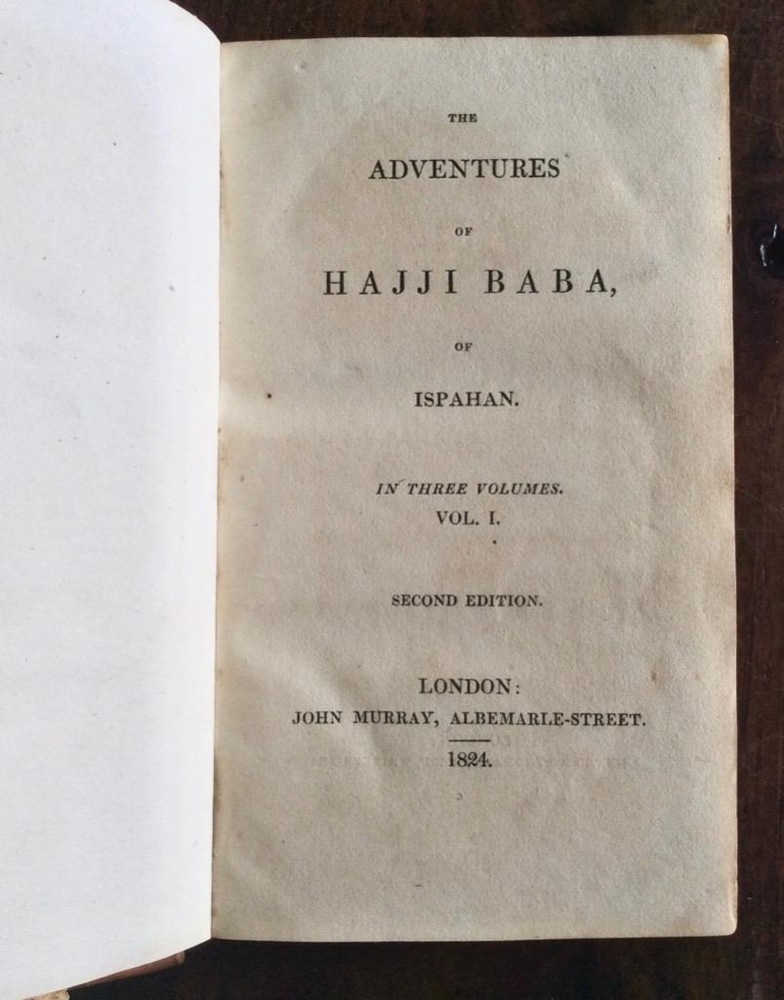 THE
ADVENTURES
OF
HAJJI BABA,
OF
ISPAHAN.
IN THREE VOLUMES.
VOL. I.
SECOND EDITION.
LONDON:
JOHN MURRAY, ALBEMARLE-STREET.
1824.